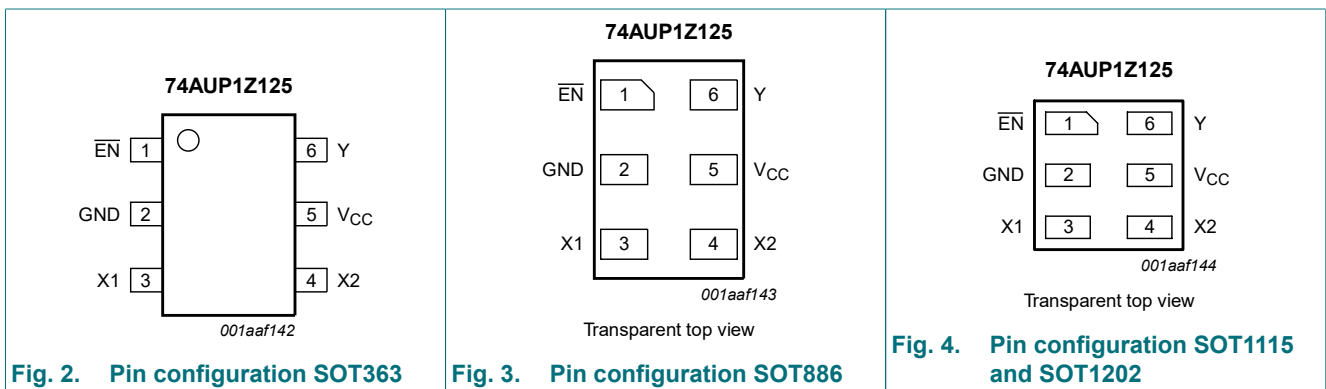 74AUP1Z125
EN 1 6 Y
GND 2 5 VCC
X1 3 4 X2
001aaf142
Fig. 2. Pin configuration SOT363
74AUP1Z125
EN 1 6 Y
GND 2 5 VCC
X1 3 4 X2
001aaf143
Transparent top view
Fig. 3. Pin configuration SOT886
74AUP1Z125
EN 1 6 Y
GND 2 5 VCC
X1 3 4 X2
001aaf144
Transparent top view
Fig. 4. Pin configuration SOT1115
and SOT1202